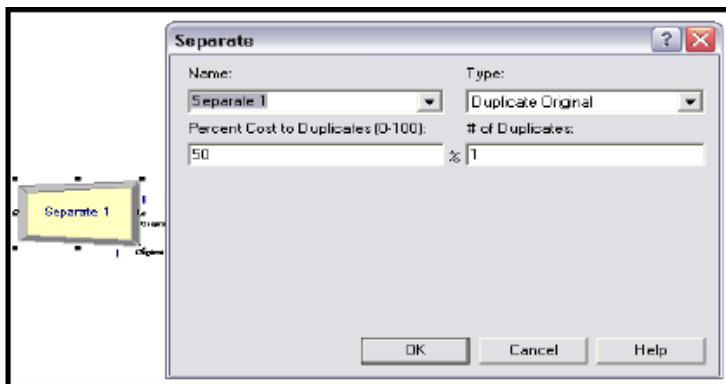 Separate
Name:
Type:
Separate 1
Duplicate Original
Percent Cost to Duplicates (0-100):
# of Duplicates:
50
%
1
Separate 1
OK
Cancel
Help